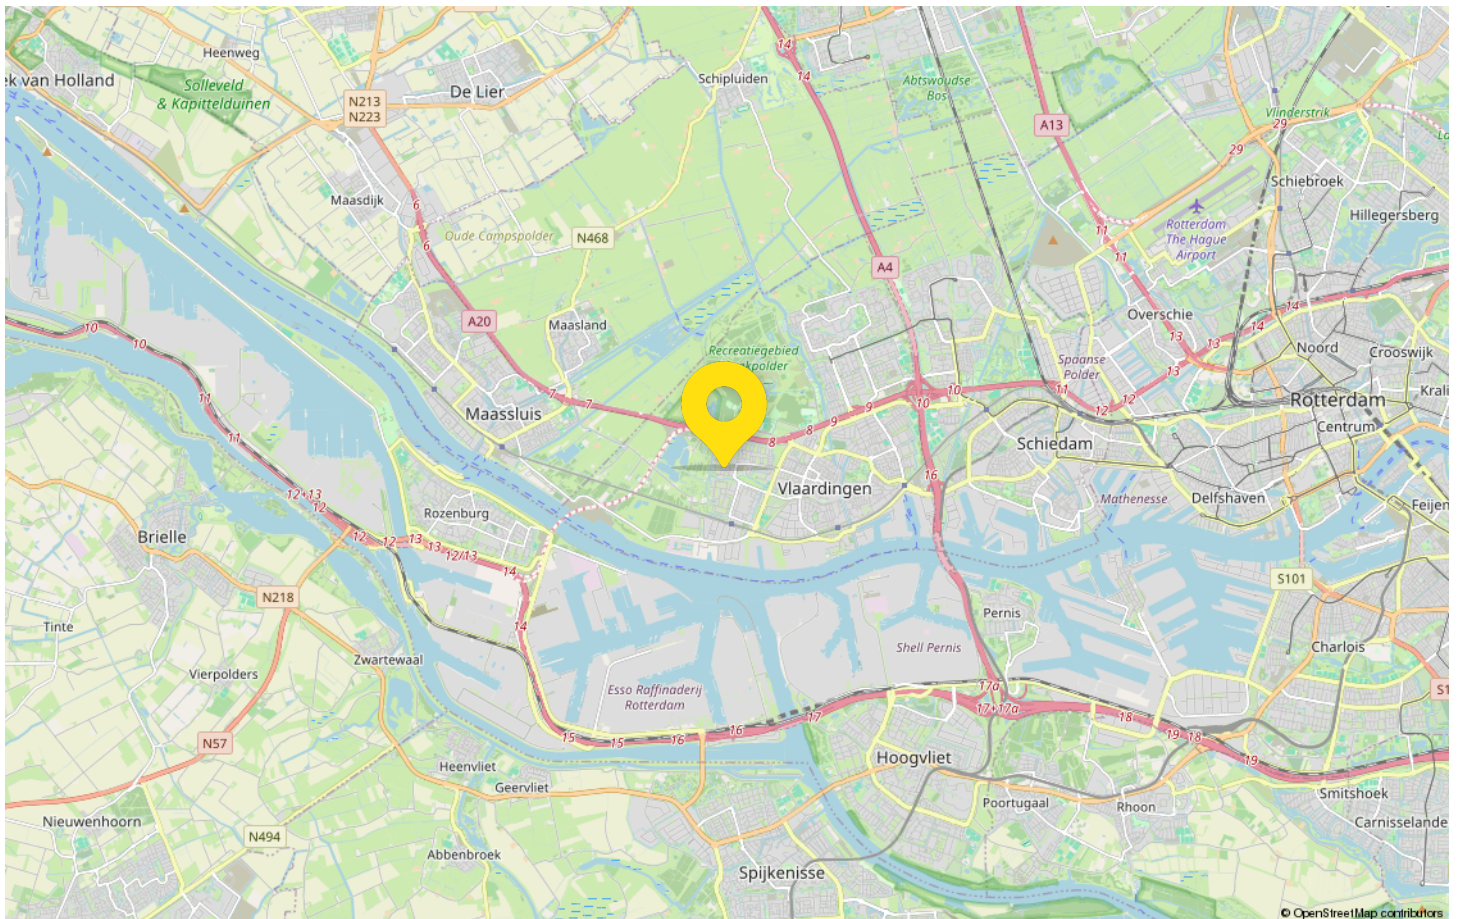 Heenweg
ek van Holland
Solleveld
& Kapittelduinen
N213
N223
De Lier
Schipluiden
14
14
Abtswoudse
Bos
A13
Vlinderstrik
29
29
Schiebroek
Hillegersberg
Maasdijk
6
6
Oude Campspolder
N468
A4
Rotterdam
The Hague
Airport
11
11
A20
Maasland
Overschie
14
14
13
13
13
Noord
Crooswijk
10
10
Recreatiegebied
kpolder
Spaanse
Polder
Krali
11
11
7
7
Maassluis
8
8
9
9
10
10
11
12
12
Rotterdam
Centrum
Schiedam
16
Vlaardingen
Mathenesse
Delfshaven
Feijen
12+13
12
Rozenburg
Brielle
12
12
13
13
12/13
14
14
N218
S101
Tinte
Pernis
Charlois
Vierpolders
Zwartewaal
Shell Pernis
Esso Raffinaderij
Rotterdam
17a
17+17a
S1
N57
15
15
16
16
17
18
19
18
19
Heenvliet
Geervliet
Hoogvliet
Poortugaal
Rhoon
Smitshoek
Nieuwenhoorn
N494
Carnisselande
Abbenbroek
Spijkenisse
© OpenStreetMap contributors